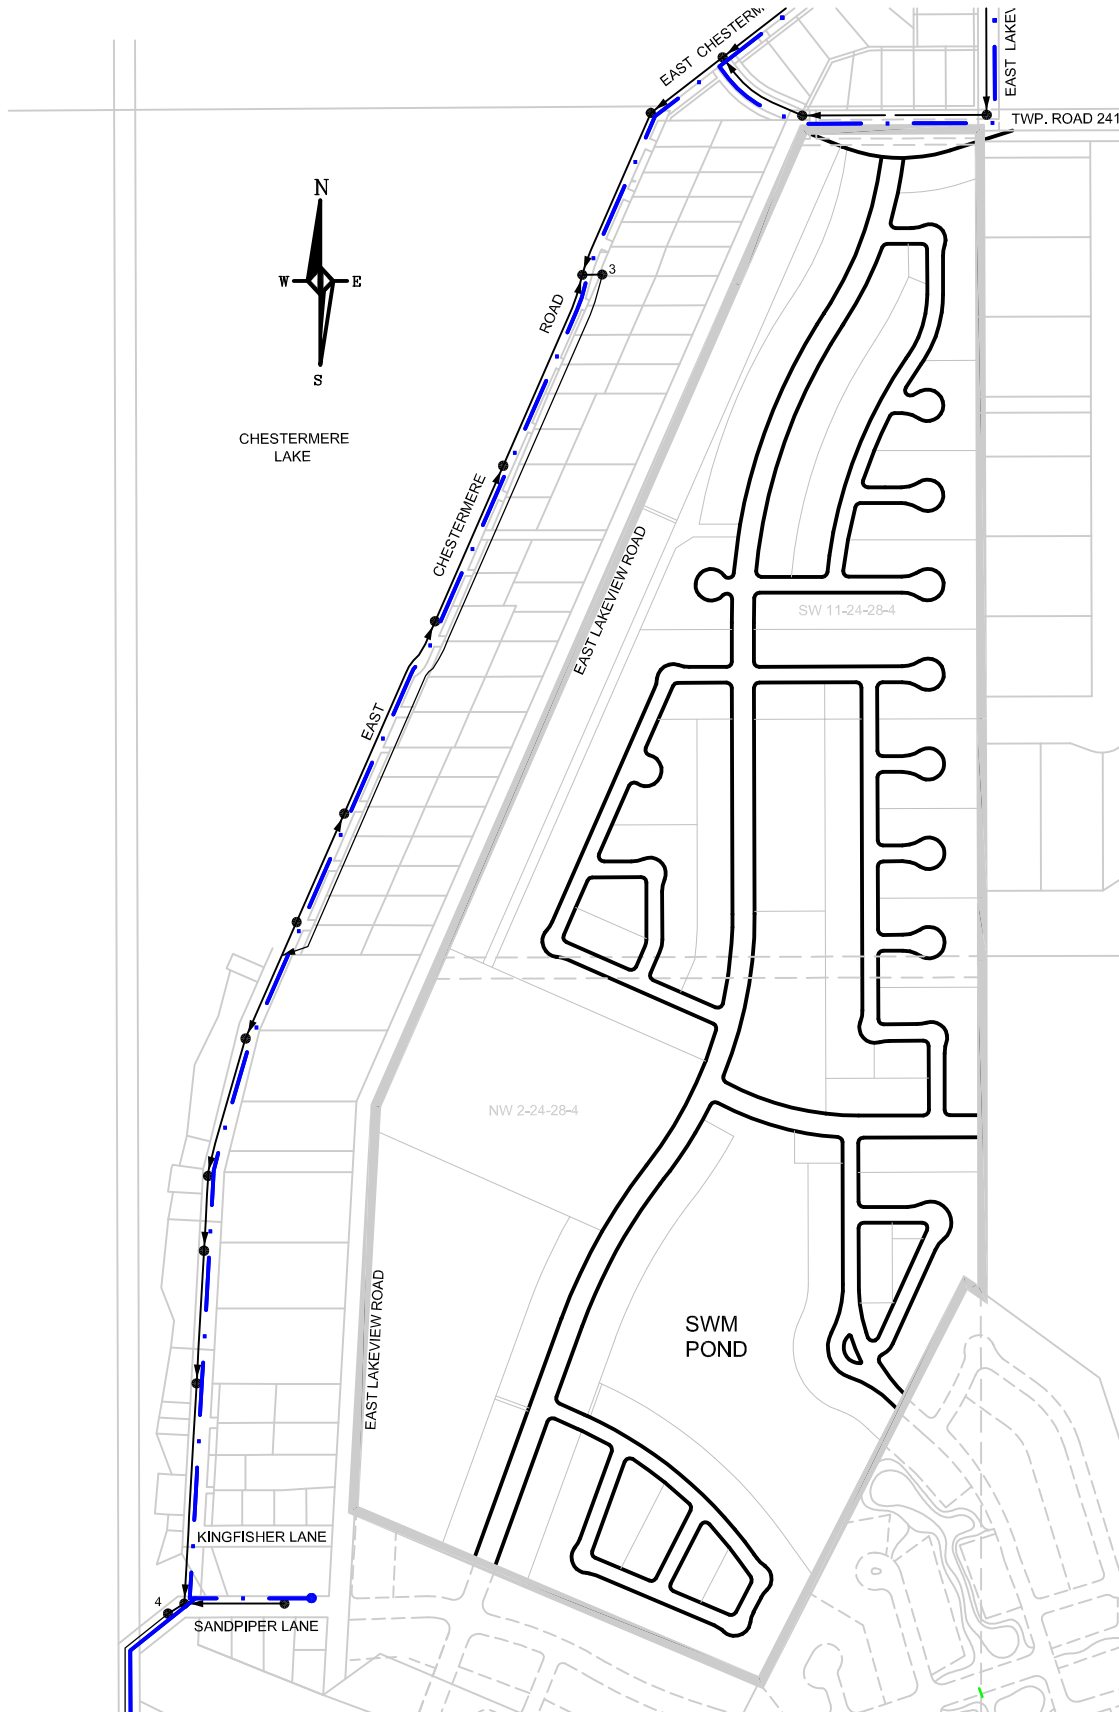 EAST CHESTERM
EAST LAKEV
TWP. ROAD 241
N
W
E
S
3
ROAD
CHESTERMERE
LAKE
CHESTERMERE
EAST LAKEVIEW ROAD
SW 11-24-28-4
EAST
NW 2-24-28-4
EAST LAKEVIEW ROAD
SWM
POND
KINGFISHER LANE
4
SANDPIPER LANE